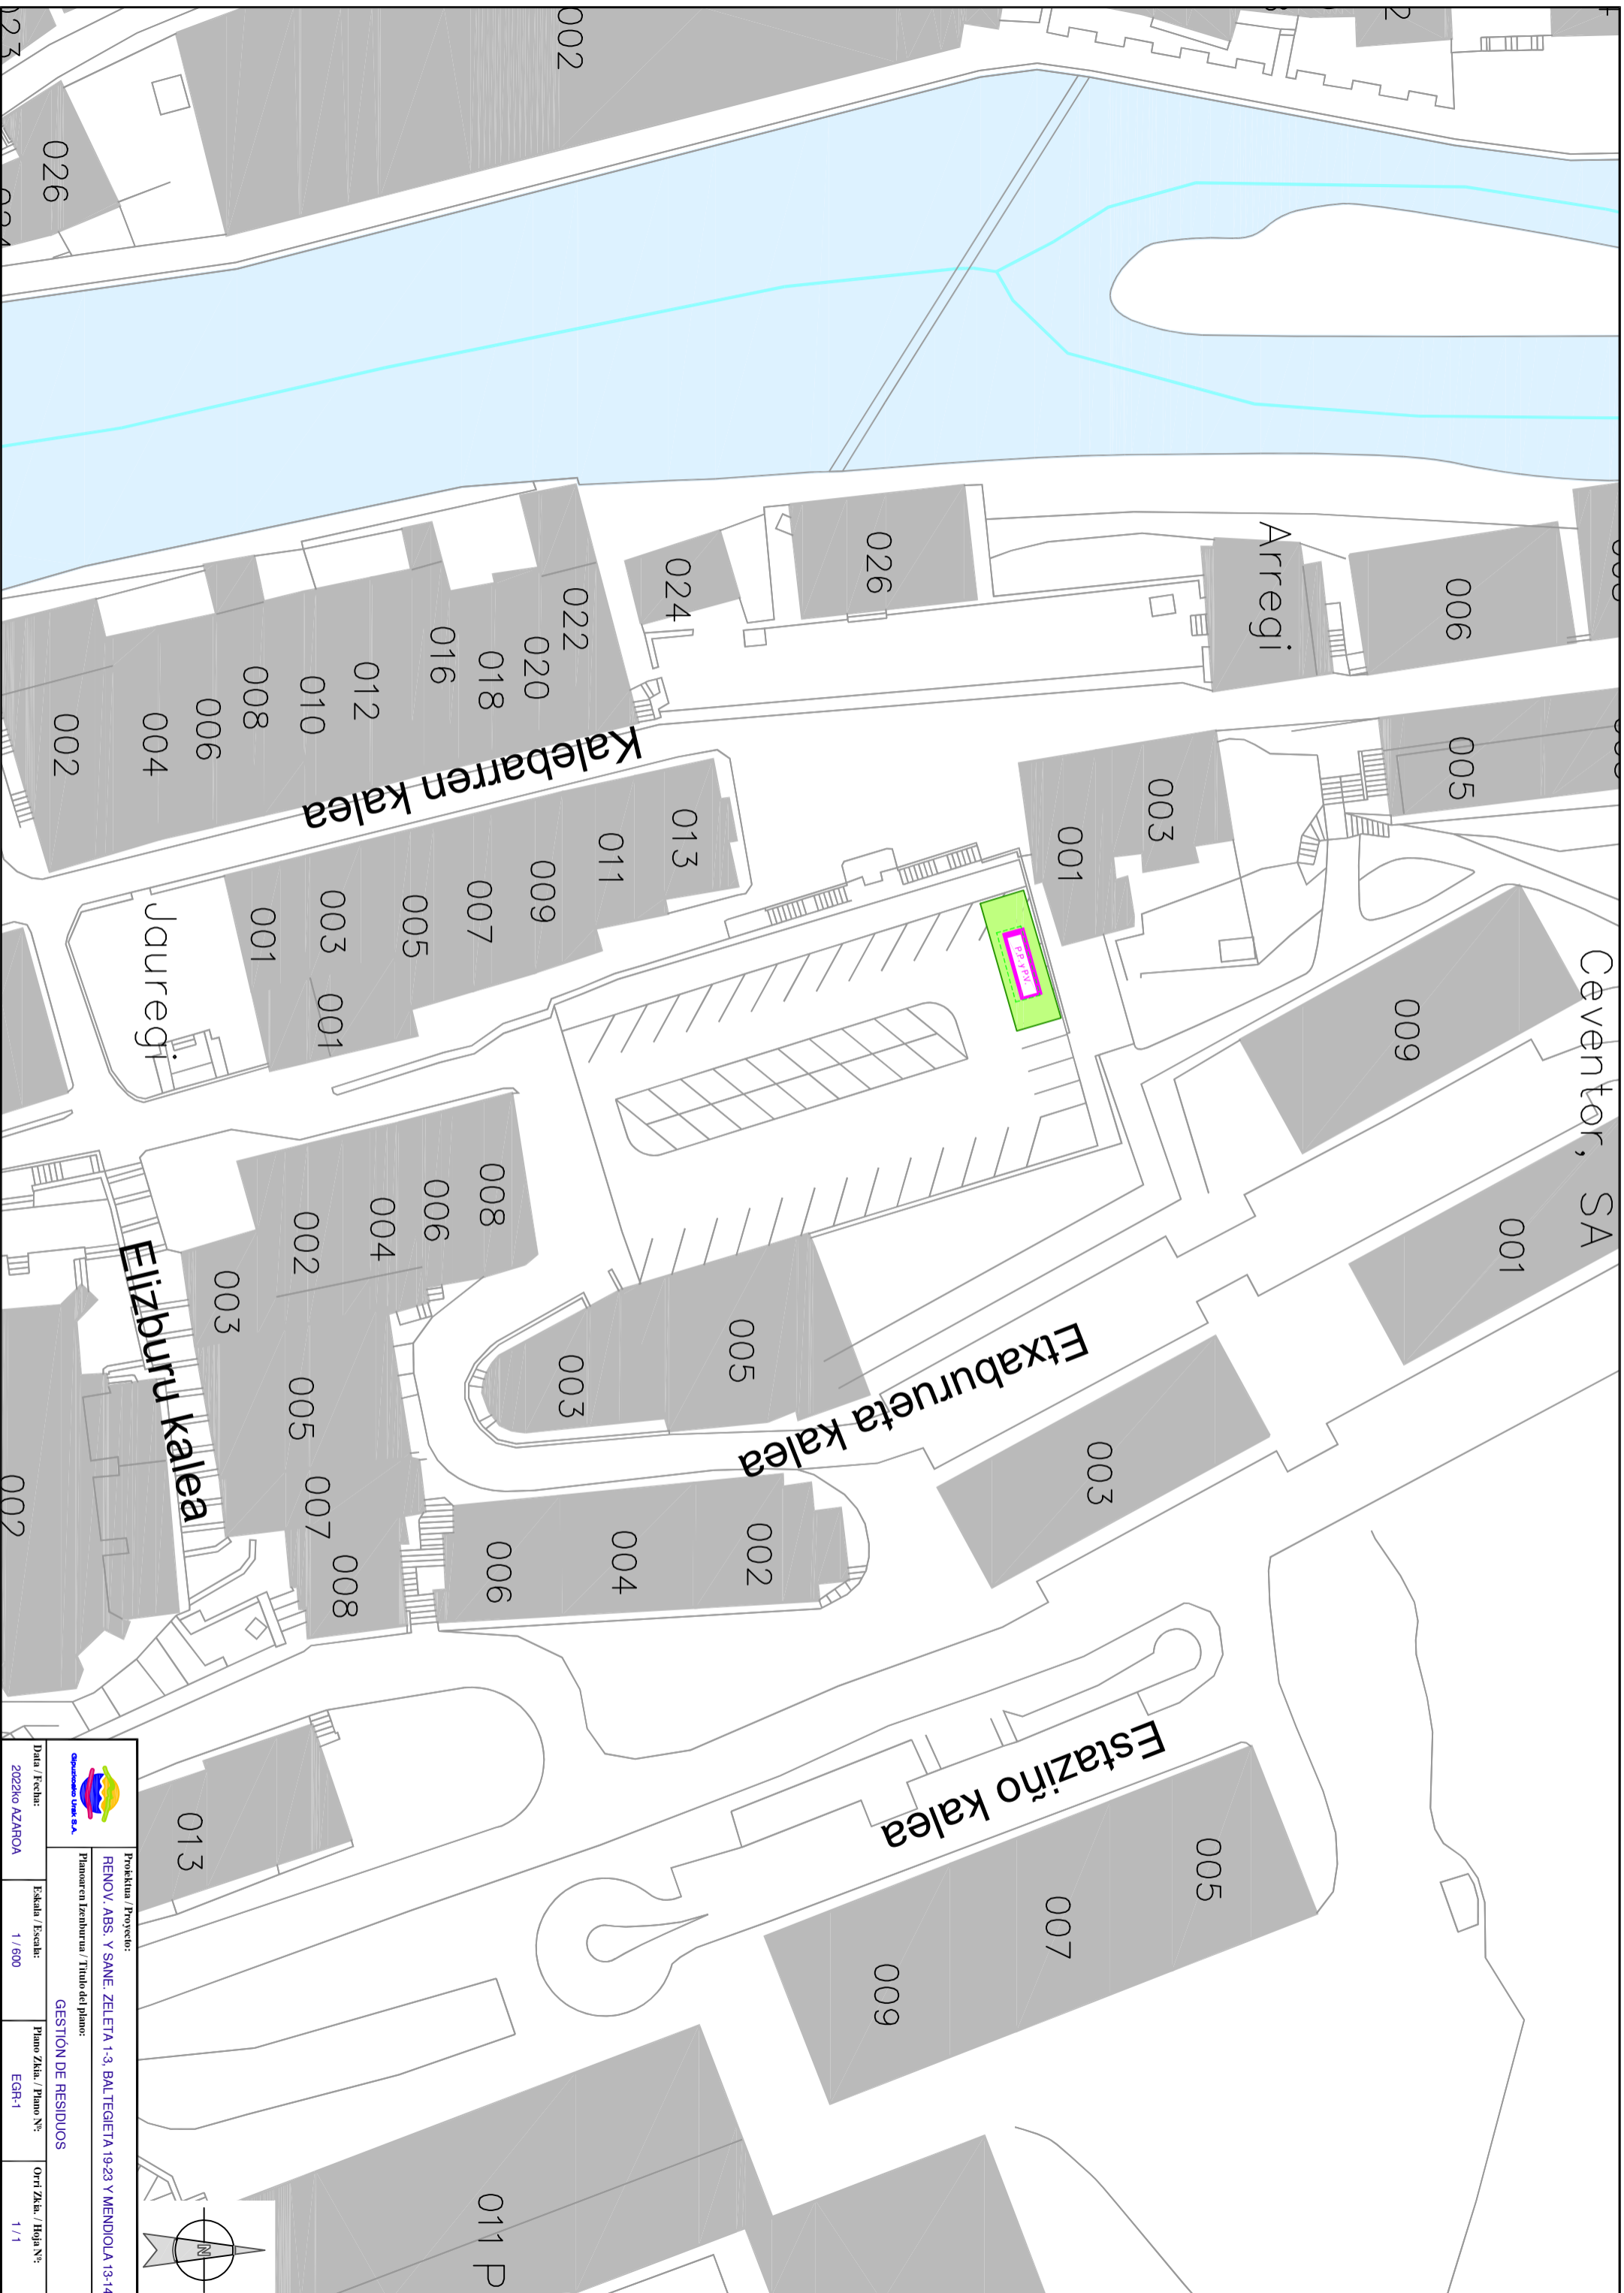 023
026
024
002
026
024
Arregi
006
022
020
018
016
012
010
008
006
004
002
Kalebarren kalea
013
011
009
007
005
003
001
001
Jauregi
003
001
005
P.P. y P.V.
009
Ceventor, SA
001
008
006
004
002
003
005
007
008
Elizburu kalea
002
005
003
Etxaburueta kalea
003
002
004
006
Estaziño kalea
005
007
009
013
011 P
N
Gipuzkoako Urak S.A.
Proiektua / Proyecto:
RENOV. ABS. Y SANE. ZELETA 1-3, BALTEGIETA 19-23 Y MENDIOLA 13-14
Planoaren Izenburua / Titulo del plano:
GESTIÓN DE RESIDUOS
Data / Fecha:
2022ko AZAROA
Eskala / Escala:
1 / 600
Plano Zkia. / Plano Nº:
EGR-1
Orri Zkia. / Hoja Nº:
1 / 1